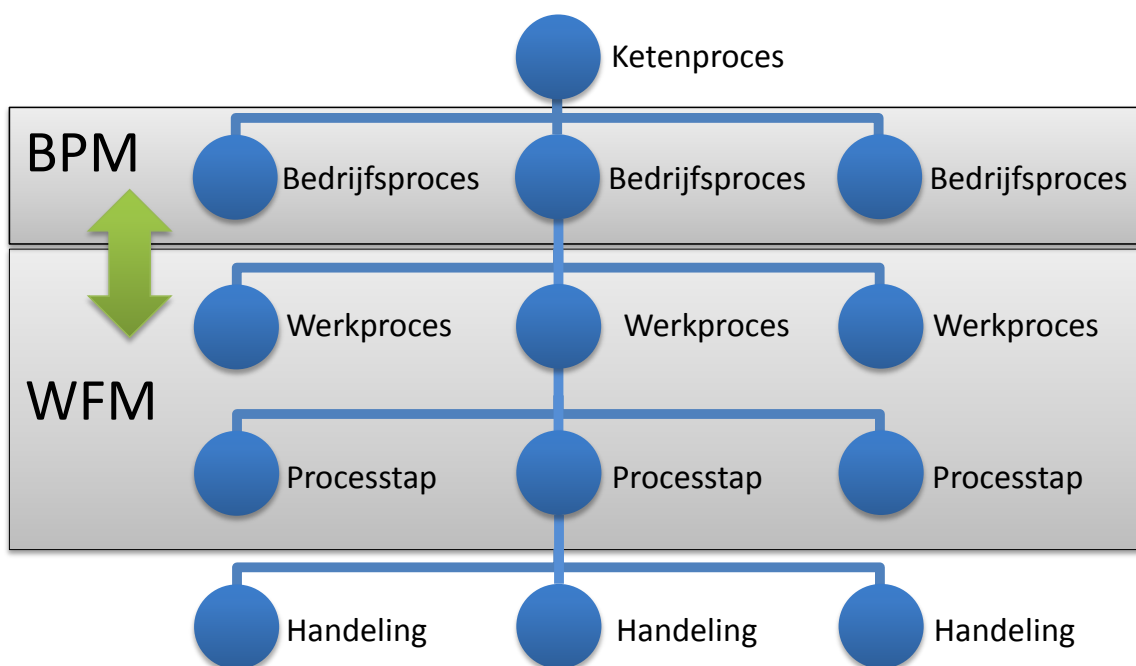 Ketenproces
BPM
Bedrijfsproces Bedrijfsproces Bedrijfsproces
Werkproces Werkproces Werkproces
WFM
Processtap Processtap Processtap
Handeling Handeling Handeling